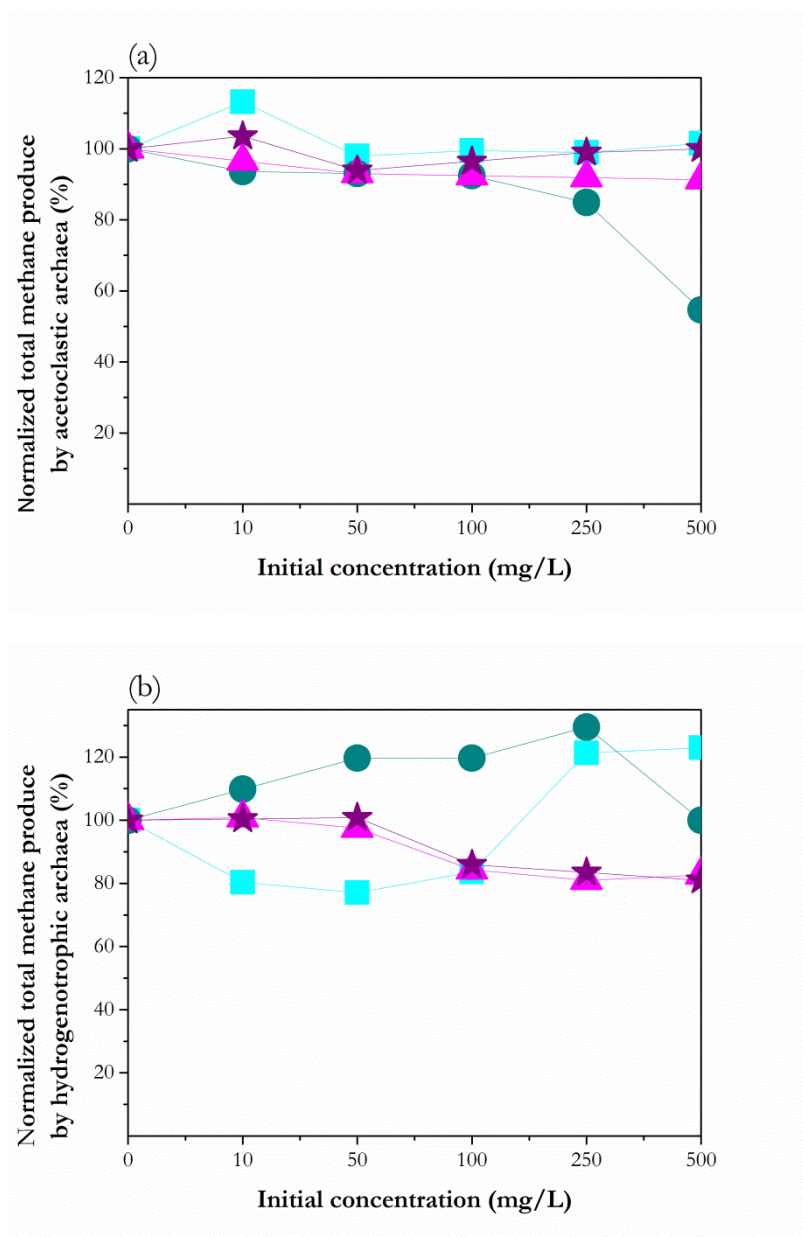 (a)
120
100
80
60
40
20
0 10 50 100 250 500
Normalized total methane produce
by acetoclastic archaea (%)
Initial concentration (mg/L)
(b)
120
100
80
60
40
20
0 10 50 100 250 500
Normalized total methane produce
by hydrogenotrophic archaea (%)
Initial concentration (mg/L)